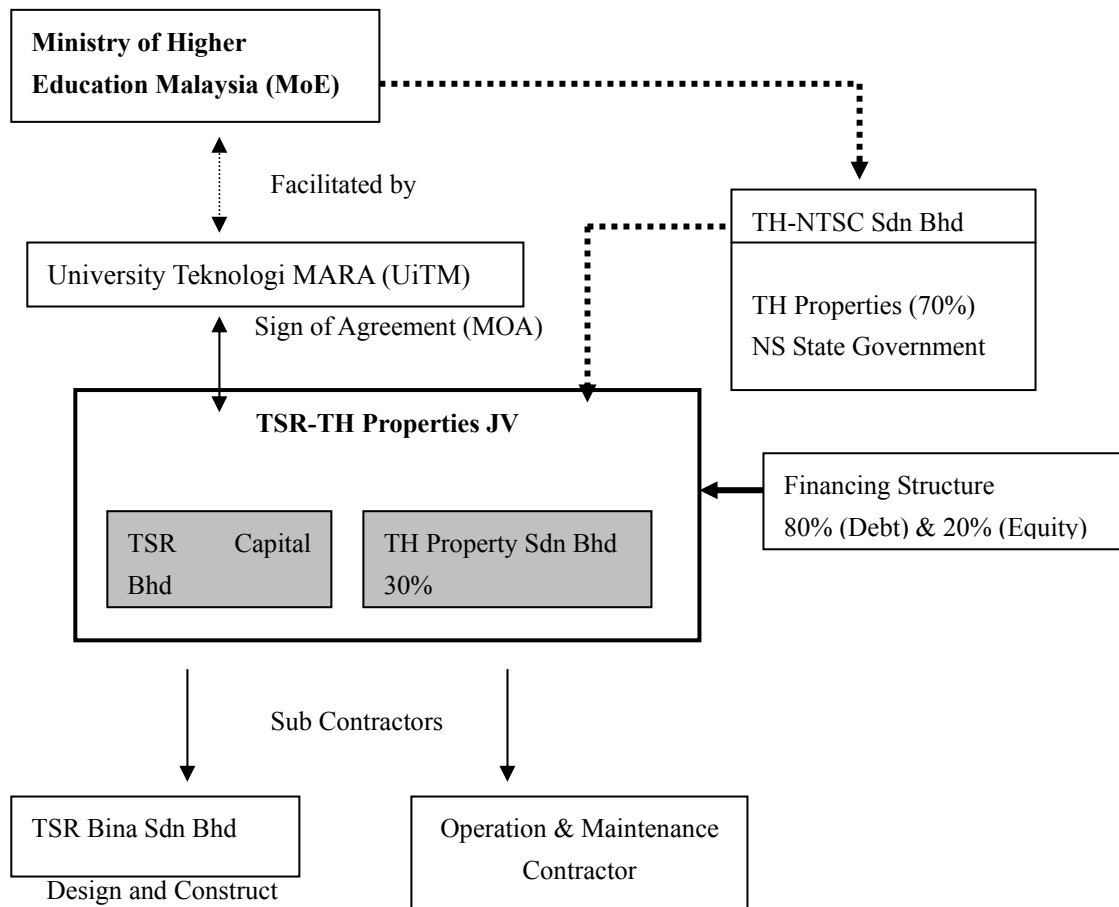 Ministry of Higher
Education Malaysia (MoE)
Facilitated by
TH-NTSC Sdn Bhd
TH Properties (70%)
NS State Government
University Teknologi MARA (UiTM)
Sign of Agreement (MOA)
TSR-TH Properties JV
TSR Capital
Bhd
TH Property Sdn Bhd
30%
Financing Structure
80% (Debt) & 20% (Equity)
Sub Contractors
TSR Bina Sdn Bhd
Design and Construct
Operation & Maintenance
Contractor